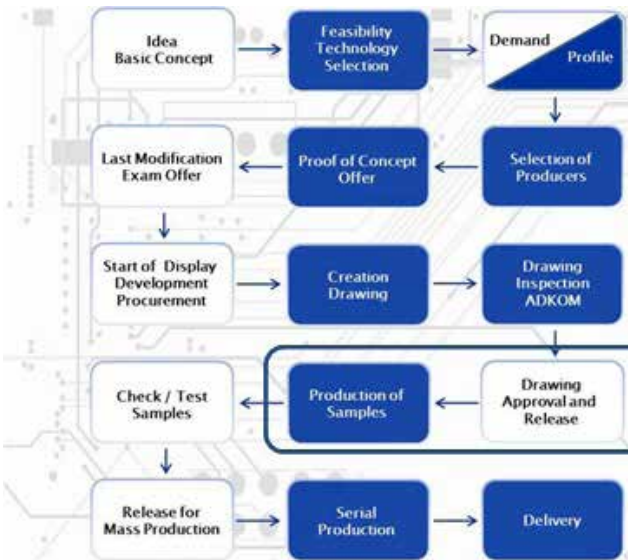 Idea
Basic Concept
Feasibility
Technology
Selection
Demand
Profile
Last Modification
Exam Offer
Proof of Concept
Offer
Selection of
Producers
Start of Display
Development
Procurement
Creation
Drawing
Drawing
Inspection
ADKOM
Check / Test
Samples
Production of
Samples
Drawing
Approval and
Release
Release for
Mass Production
Serial
Production
Delivery